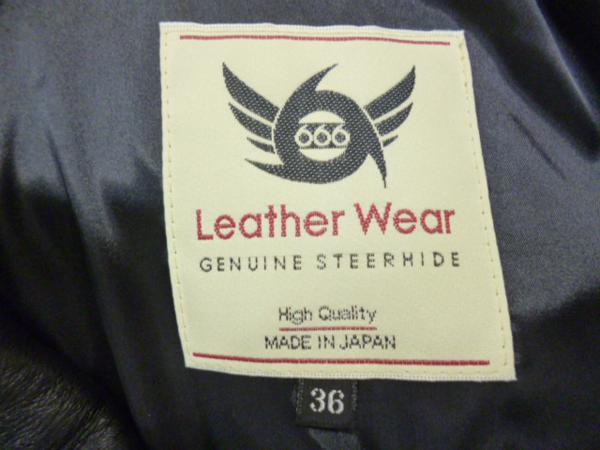 666
Leather Wear
GENUINE STEERHIDE
High Quality
MADE IN JAPAN
36